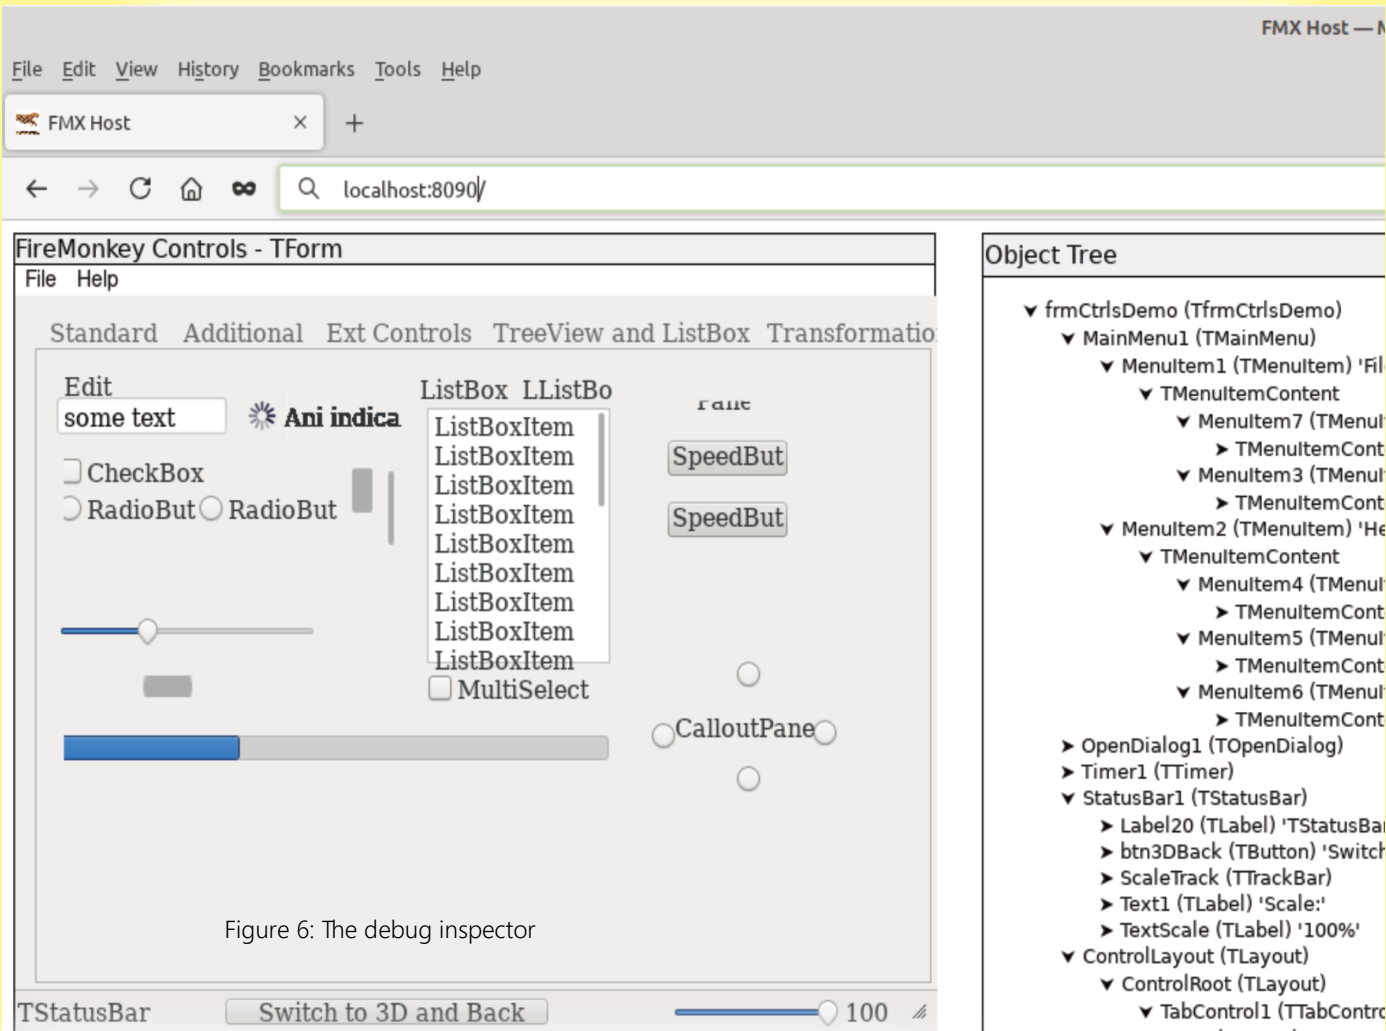 FMX Host —
File Edit View History Bookmarks Tools Help
FMX Host
localhost:8090/
FireMonkey Controls - TForm
File Help
Standard Additional Ext Controls TreeView and ListBox Transformatio
Edit
some text
Ani indica
CheckBox
RadioBut RadioBut
ListBox LListBo
ListBoxItem
ListBoxItem
ListBoxItem
ListBoxItem
ListBoxItem
ListBoxItem
ListBoxItem
ListBoxItem
ListBoxItem
MultiSelect
Pane
SpeedBut
SpeedBut
CalloutPane
Figure 6: The debug inspector
TStatusBar Switch to 3D and Back 100
Object Tree
frmCtrlsDemo (TfrmCtrlsDemo)
MainMenu1 (TMainMenu)
MenuItem1 (TMenuItem) 'Fil
TMenuItemContent
MenuItem7 (TMenuI
TMenuItemCont
MenuItem3 (TMenuI
TMenuItemCont
MenuItem2 (TMenuItem) 'He
TMenuItemContent
MenuItem4 (TMenuI
TMenuItemCont
MenuItem5 (TMenuI
TMenuItemCont
MenuItem6 (TMenuI
TMenuItemCont
OpenDialog1 (TOpenDialog)
Timer1 (TTimer)
StatusBar1 (TStatusBar)
Label20 (TLabel) 'TStatusBar
btn3DBack (TButton) 'Switch
ScaleTrack (TTrackBar)
Text1 (TLabel) 'Scale:'
TextScale (TLabel) '100%'
ControlLayout (TLayout)
ControlRoot (TLayout)
TabControl1 (TTabContro